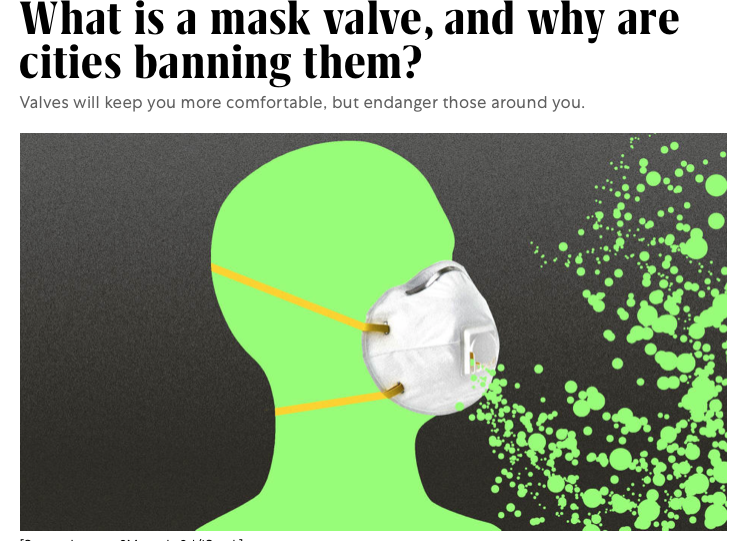 What is a mask valve, and why are
cities banning them?
Valves will keep you more comfortable, but endanger those around you.